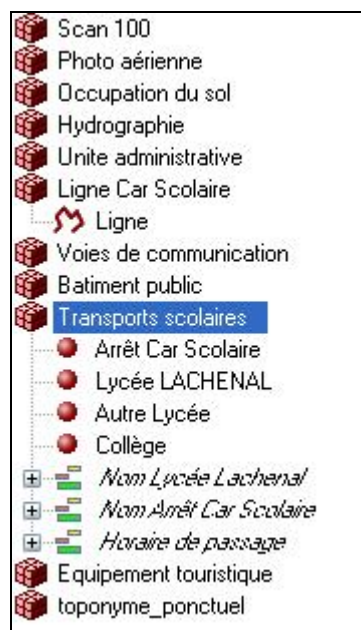 Scan 100
Photo aérienne
Occupation du sol
Hydrographie
Unite administrative
Ligne Car Scolaire
Ligne
Voies de communication
Batiment public
Transports scolaires
Arrêt Car Scolaire
Lycée LACHENAL
Autre Lycée
Collège
Nom Lycée Lachenal
Nom Arrêt Car Scolaire
Horaire de passage
Equipement touristique
toponyme_ponctuel